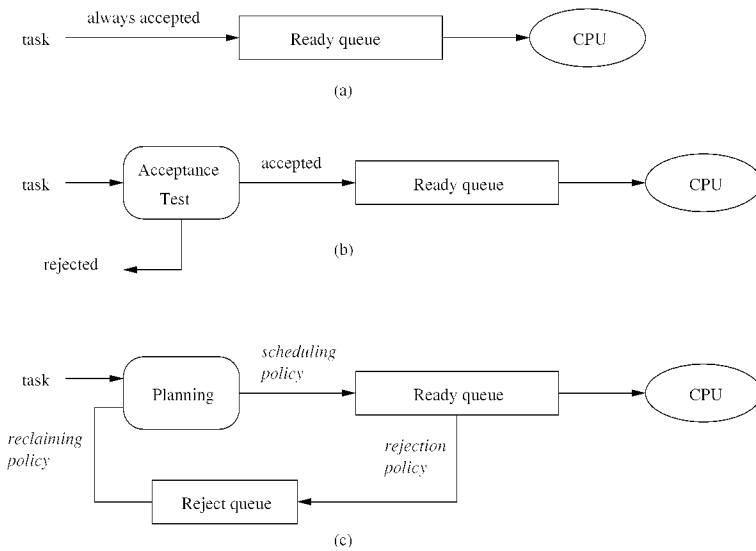 always accepted
task
Ready queue
CPU
(a)
task
Acceptance
Test
accepted
Ready queue
CPU
rejected
(b)
task
Planning
scheduling
policy
Ready queue
CPU
reclaiming
policy
rejection
policy
Reject queue
(c)